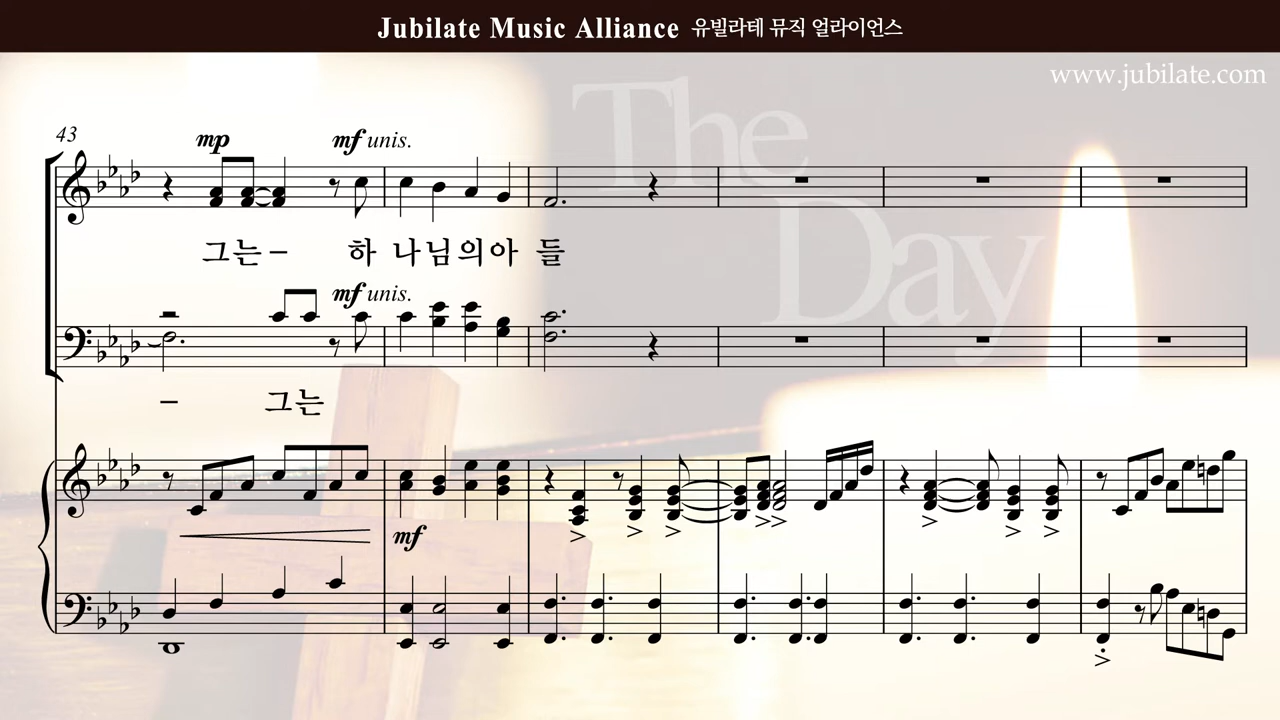 Jubilate Music Alliance 유빌라테 뮤직 얼라이언스
www.jubilate.com
The
Day
43
mp mf unis.
그는– 하 나님의아 들
mf unis.
– 그는
mf